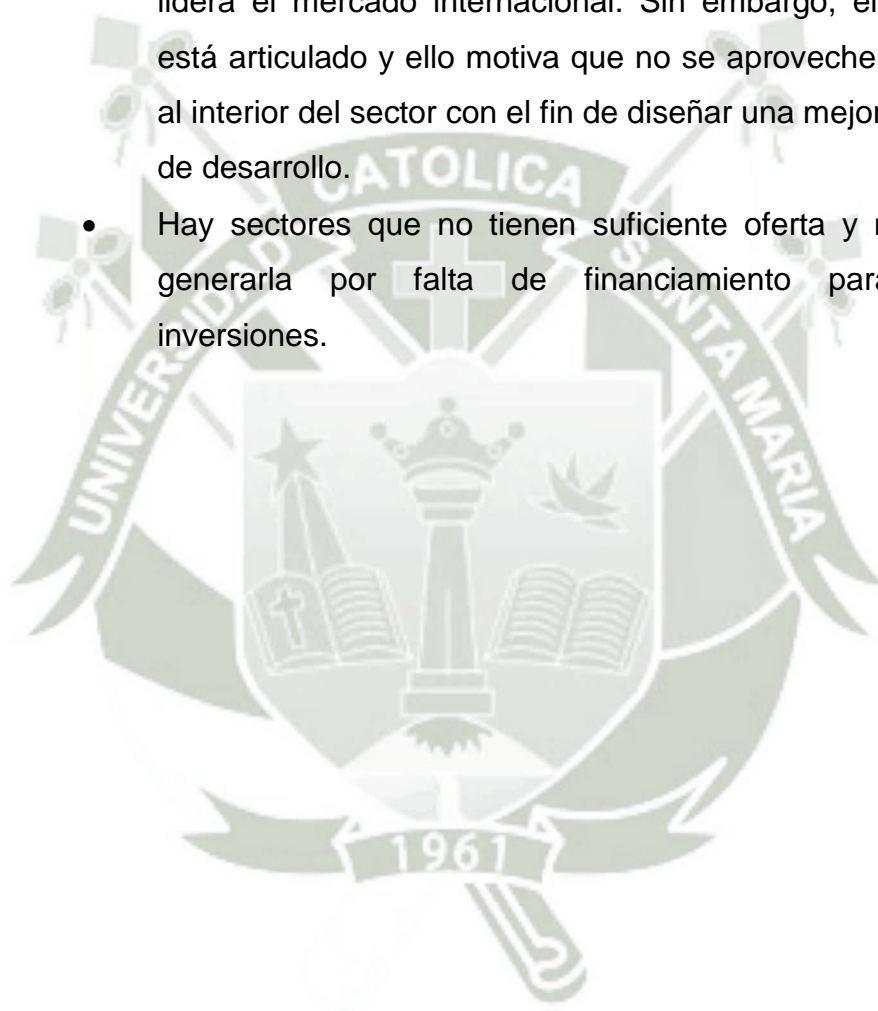 lidera el mercado internacional. Sin embargo, el
está articulado y ello motiva que no se aproveche
al interior del sector con el fin de diseñar una mejor
de desarrollo.
• Hay sectores que no tienen suficiente oferta y
generarla por falta de financiamiento
inversiones.
UNIVERSIDAD CATOLICA SANTA MARIA
1961